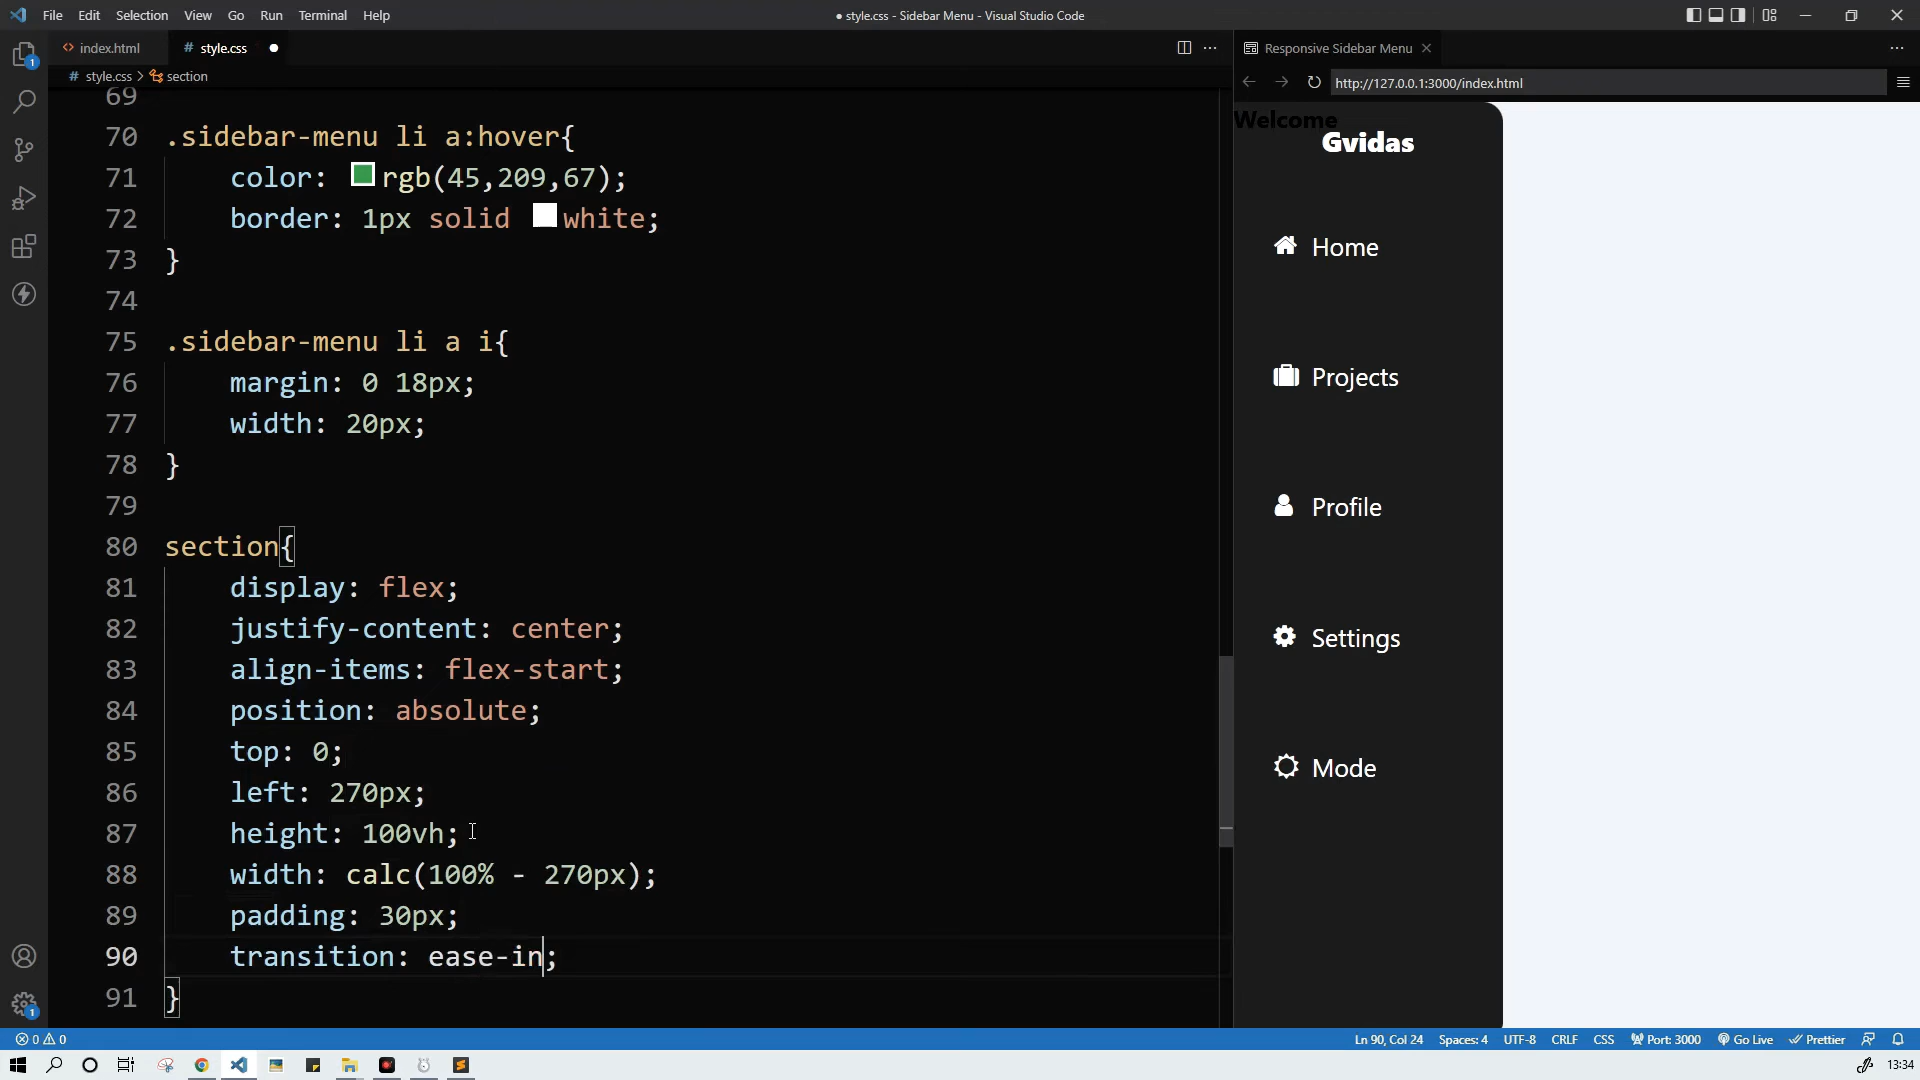 File Edit Selection View Go Run Terminal Help
● style.css - Sidebar Menu - Visual Studio Code
index.html
# style.css
# style.css > section
69
70 .sidebar-menu li a:hover{
71 color: rgb(45,209,67);
72 border: 1px solid white;
73 }
74
75 .sidebar-menu li a i{
76 margin: 0 18px;
77 width: 20px;
78 }
79
80 section{
81 display: flex;
82 justify-content: center;
83 align-items: flex-start;
84 position: absolute;
85 top: 0;
86 left: 270px;
87 height: 100vh;
88 width: calc(100% - 270px);
89 padding: 30px;
90 transition: ease-in;
91 }
Responsive Sidebar Menu
http://127.0.0.1:3000/index.html
Welcome
Gvidas
Home
Projects
Profile
Settings
Mode
1
1
0 0
Ln 90, Col 24 Spaces: 4 UTF-8 CRLF CSS Port: 3000 Go Live Prettier
13:34